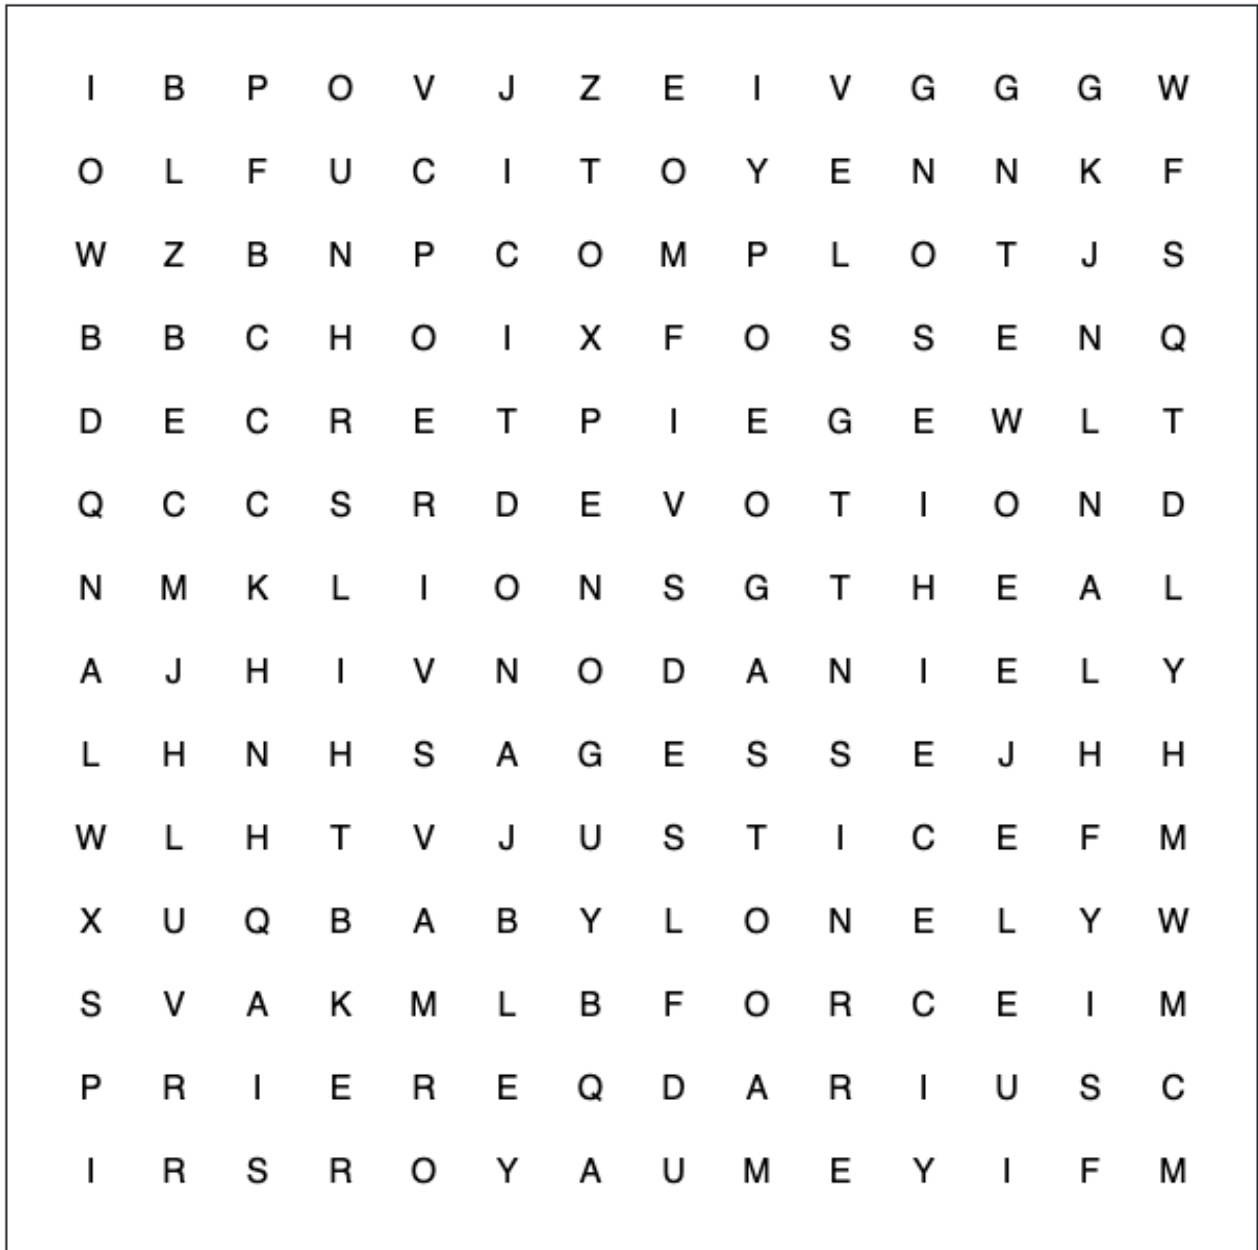 I B P O V J Z E I V G G G W
O L F U C I T O Y E N N K F
W Z B N P C O M P L O T J S
B B C H O I X F O S S E N Q
D E C R E T P I E G E W L T
Q C C S R D E V O T I O N D
N M K L I O N S G T H E A L
A J H I V N O D A N I E L Y
L H N H S A G E S S E J H H
W L H T V J U S T I C E F M
X U Q B A B Y L O N E L Y W
S V A K M L B F O R C E I M
P R I E R E Q D A R I U S C
I R S R O Y A U M E Y I F M